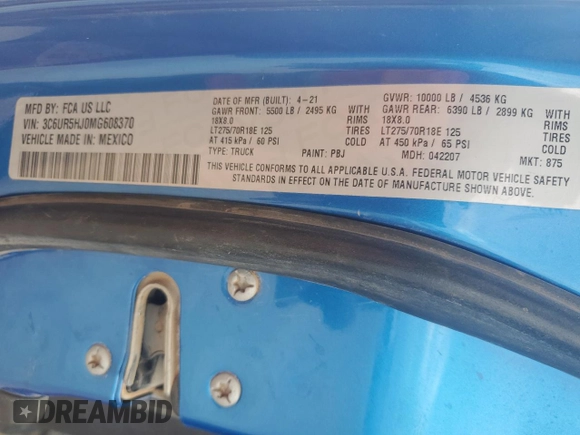 MFD BY: FCA US LLC
VIN: 3C6UR5HJ0MG608370
VEHICLE MADE IN: MEXICO
DATE OF MFR (BUILT): 4-21
GAWR FRONT: 5500 LB / 2495 KG
18X8.0 RIMS
LT275/70R18E 125
AT 415 kPa / 60 PSI COLD
TYPE: TRUCK PAINT: PBJ
GVWR: 10000 LB / 4536 KG
GAWR REAR: 6390 LB / 2899 KG
18X8.0 RIMS
LT275/70R18E 125
AT 450 kPa / 65 PSI COLD
MDH: 042207 MKT: 875
THIS VEHICLE CONFORMS TO ALL APPLICABLE U.S.A. FEDERAL MOTOR VEHICLE SAFETY
STANDARDS IN EFFECT ON THE DATE OF MANUFACTURE SHOWN ABOVE.
DREAMBID